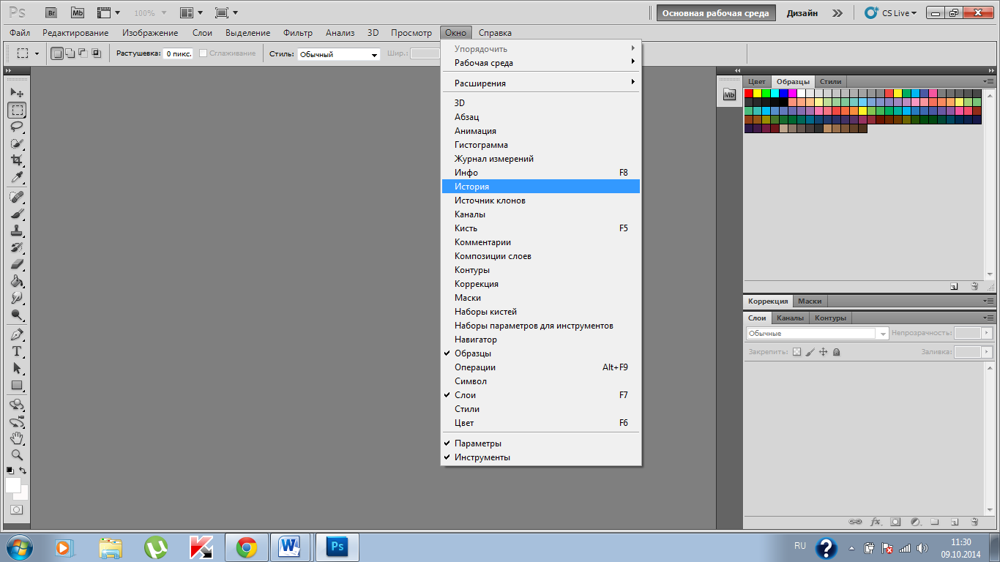 Ps Br Mb 100% Основная рабочая среда Дизайн CS Live
Файл Редактирование Изображение Слои Выделение Фильтр Анализ 3D Просмотр Окно Справка
Растушевка: 0 пикс. Сглаживание Стиль: Обычный Шир.:
Упорядочить
Рабочая среда
Расширения
3D
Абзац
Анимация
Гистограмма
Журнал измерений
Инфо F8
История
Источник клонов
Каналы
Кисть F5
Комментарии
Композиции слоев
Контуры
Коррекция
Маски
Наборы кистей
Наборы параметров для инструментов
Навигатор
Образцы
Операции Alt+F9
Символ
Слои F7
Стили
Цвет F6
Параметры
Инструменты
Mb
Цвет Образцы Стили
Коррекция Маски
Слои Каналы Контуры
Обычные Непрозрачность:
Закрепить: Заливка:
Ps
RU
11:30
09.10.2014